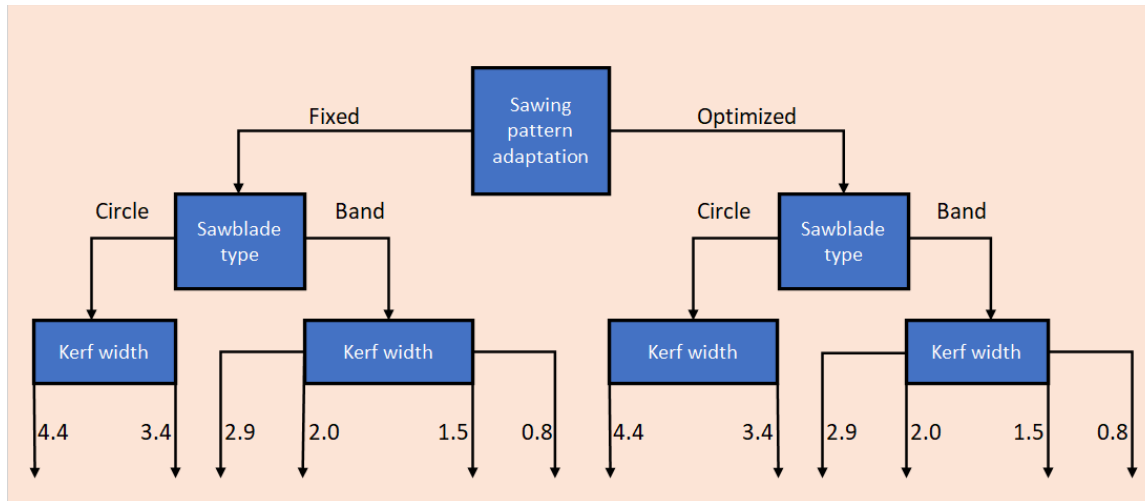 Sawing
pattern
adaptation
Fixed
Optimized
Circle
Band
Circle
Band
Sawblade
type
Sawblade
type
Kerf width
Kerf width
Kerf width
Kerf width
4.4
3.4
2.9
2.0
1.5
0.8
4.4
3.4
2.9
2.0
1.5
0.8